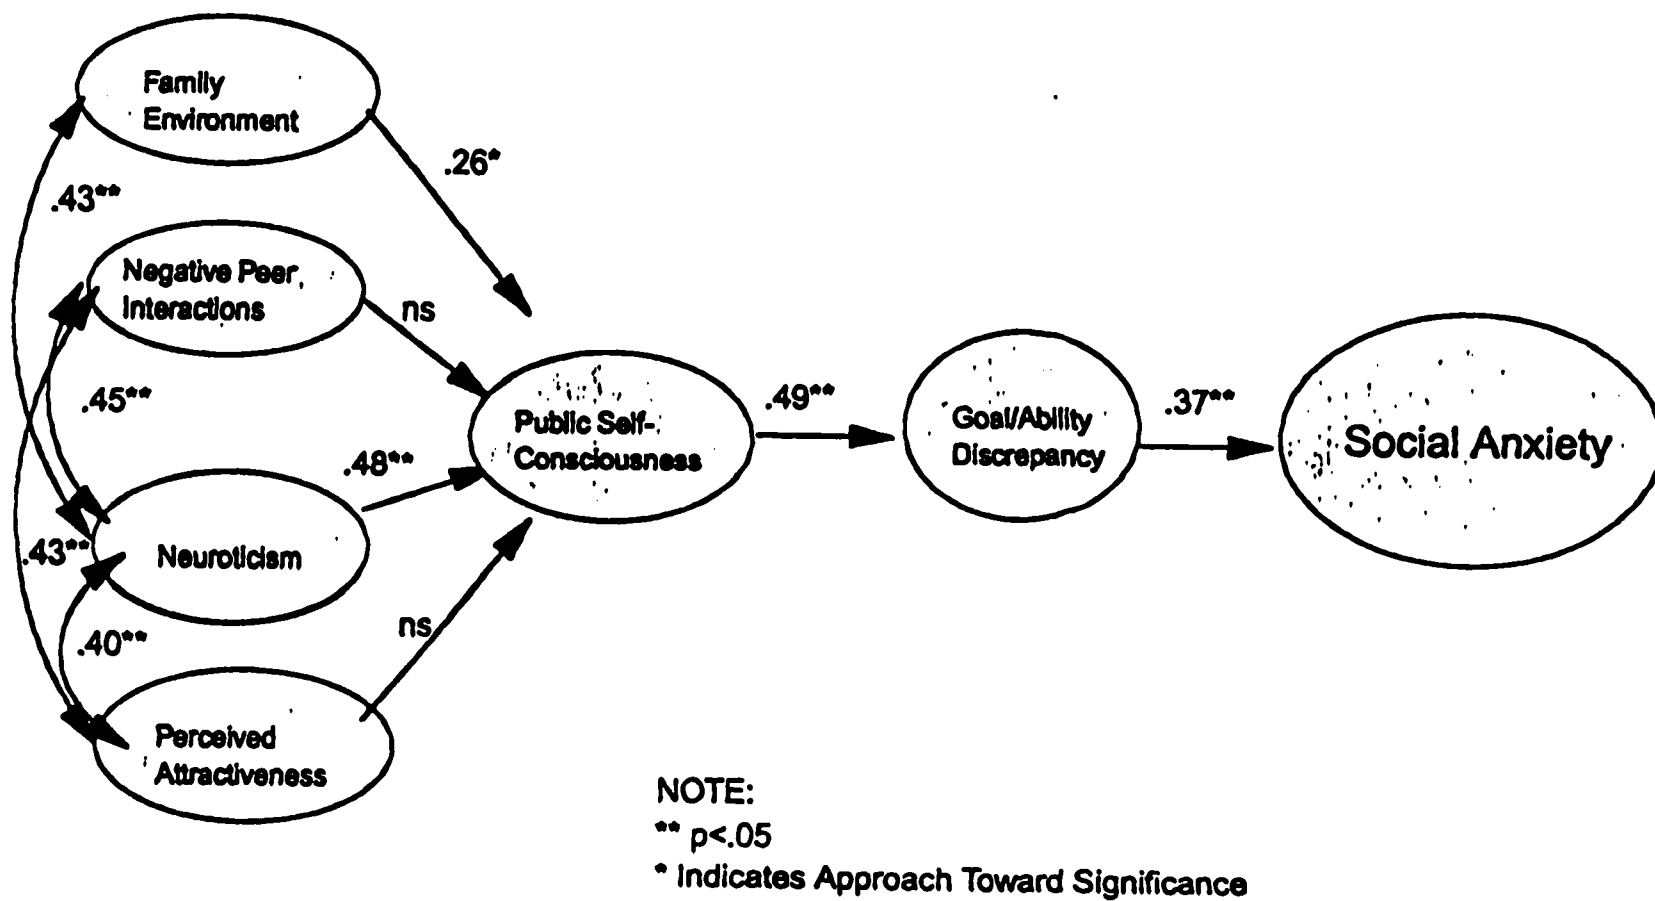 Family
Environment
.26*
.43**
Negative Peer
Interactions
ns
.45**
.49**
.37**
Public Self-
Consciousness
Goal/Ability
Discrepancy
Social Anxiety
.48**
.43**
Neuroticism
.40**
ns
Perceived
Attractiveness
NOTE:
** p<.05
* Indicates Approach Toward Significance